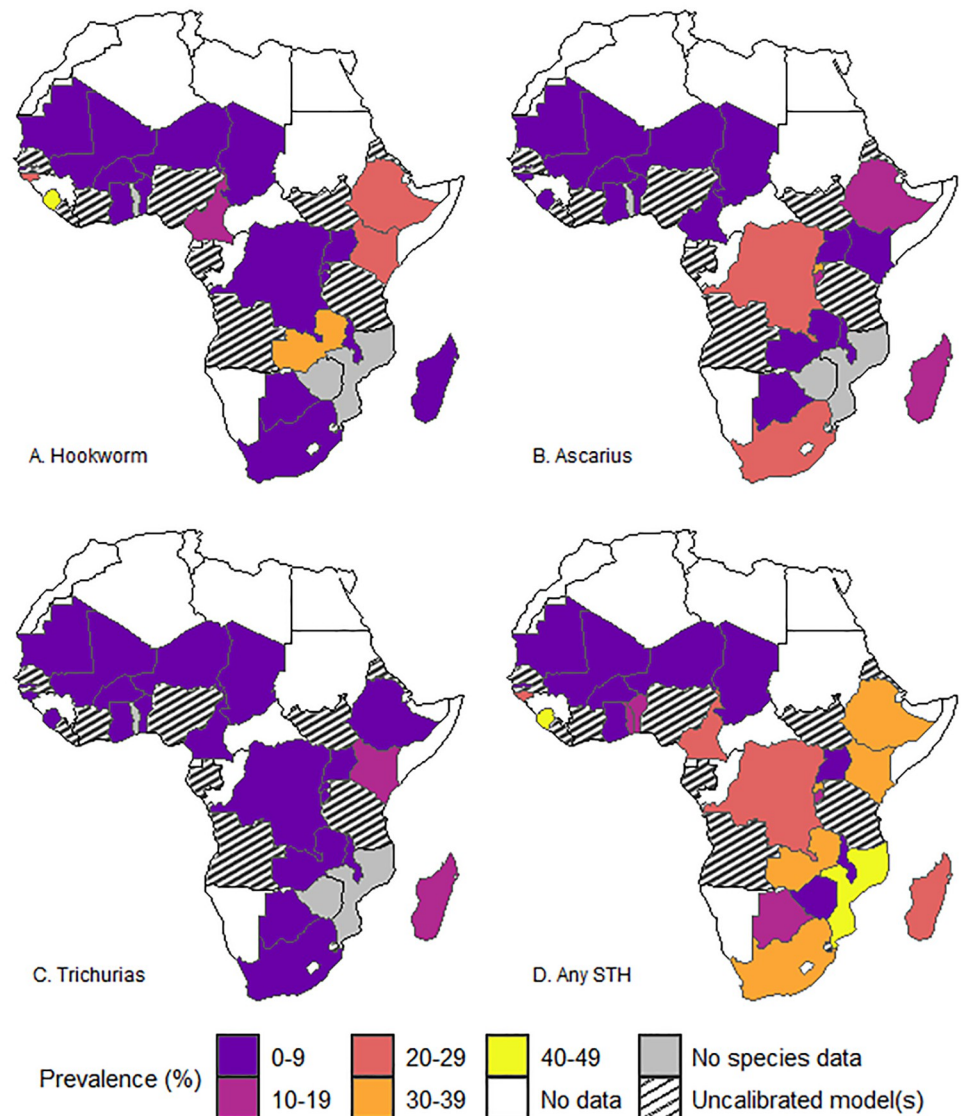 A. Hookworm
B. Ascarius
C. Trichurias
D. Any STH
Prevalence (%)
0-9
20-29
40-49
No species data
10-19
30-39
No data
Uncalibrated model(s)